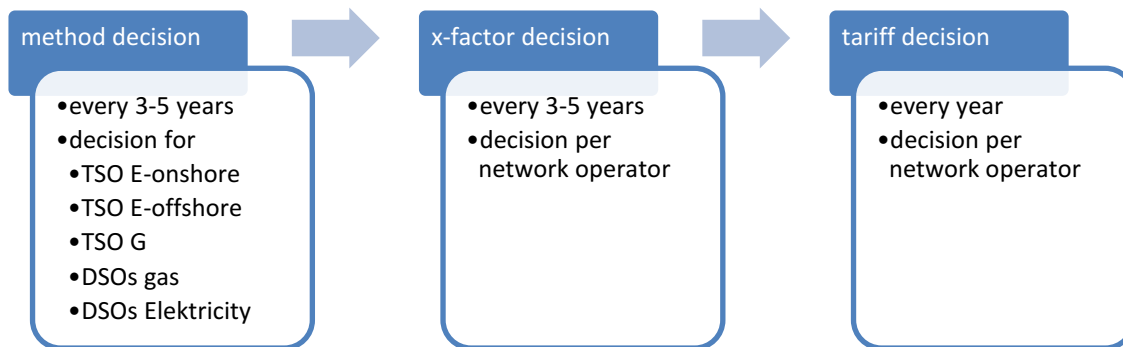 method decision
•every 3-5 years
•decision for
•TSO E-onshore
•TSO E-offshore
•TSO G
•DSOs gas
•DSOs Elektricity
x-factor decision
•every 3-5 years
•decision per
network operator
tariff decision
•every year
•decision per
network operator